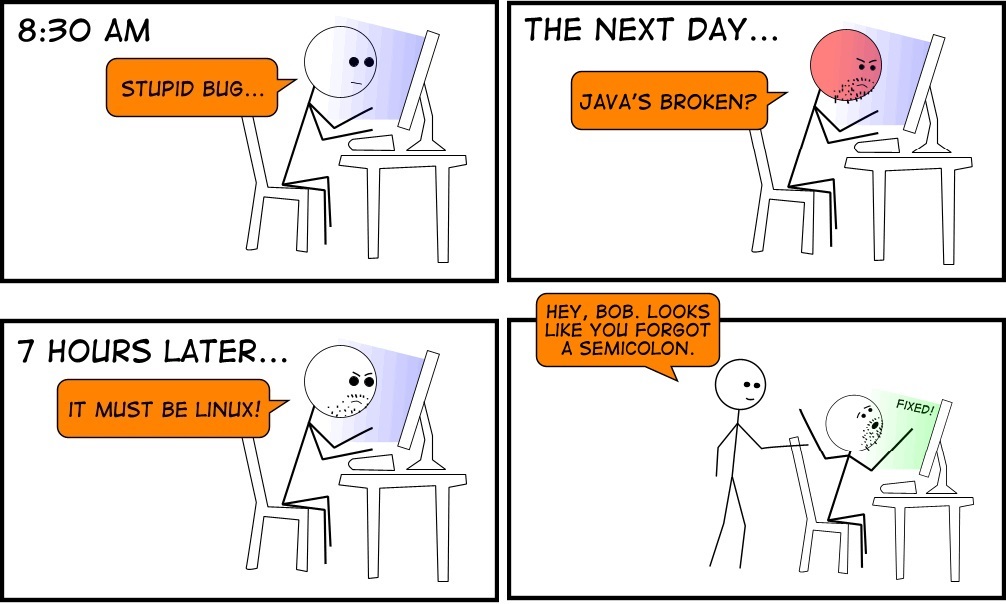 8:30 AM
STUPID BUG...
7 HOURS LATER...
IT MUST BE LINUX!
THE NEXT DAY...
JAVA'S BROKEN?
HEY, BOB. LOOKS
LIKE YOU FORGOT
A SEMICOLON.
FIXED!